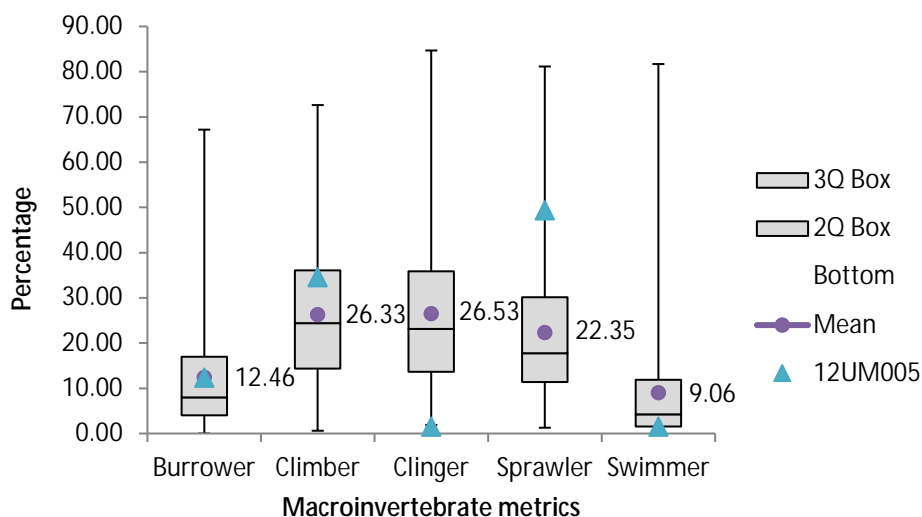 90.00
80.00
70.00
60.00
50.00
40.00
30.00
20.00
10.00
0.00
Percentage
12.46
26.33
26.53
22.35
9.06
Burrower Climber Clinger Sprawler Swimmer
Macroinvertebrate metrics
3Q Box
2Q Box
Bottom
Mean
12UM005